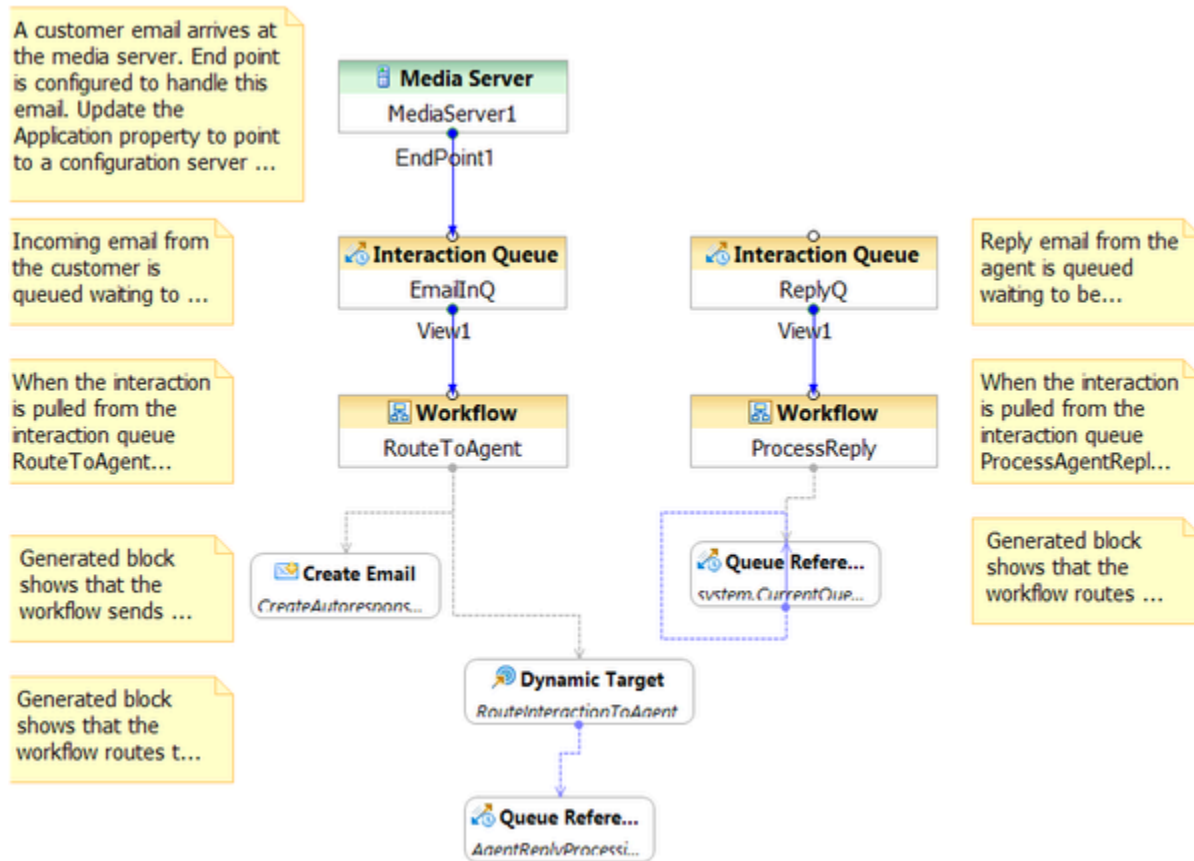 A customer email arrives at
the media server. End point
is configured to handle this
email. Update the
Application property to point
to a configuration server ...
Media Server
MediaServer1
EndPoint1
Incoming email from
the customer is
queued waiting to ...
Interaction Queue
EmailInQ
View1
Interaction Queue
ReplyQ
View1
Reply email from the
agent is queued
waiting to be...
When the interaction
is pulled from the
interaction queue
RouteToAgent...
Workflow
RouteToAgent
Workflow
ProcessReply
When the interaction
is pulled from the
interaction queue
ProcessAgentRepl...
Generated block
shows that the
workflow sends ...
Create Email
CreateAutorespons...
Queue Refere...
system.CurrentQue...
Generated block
shows that the
workflow routes ...
Generated block
shows that the
workflow routes t...
Dynamic Target
RouteInteractionToAgent
Queue Refere...
AgentReplyProcessi...